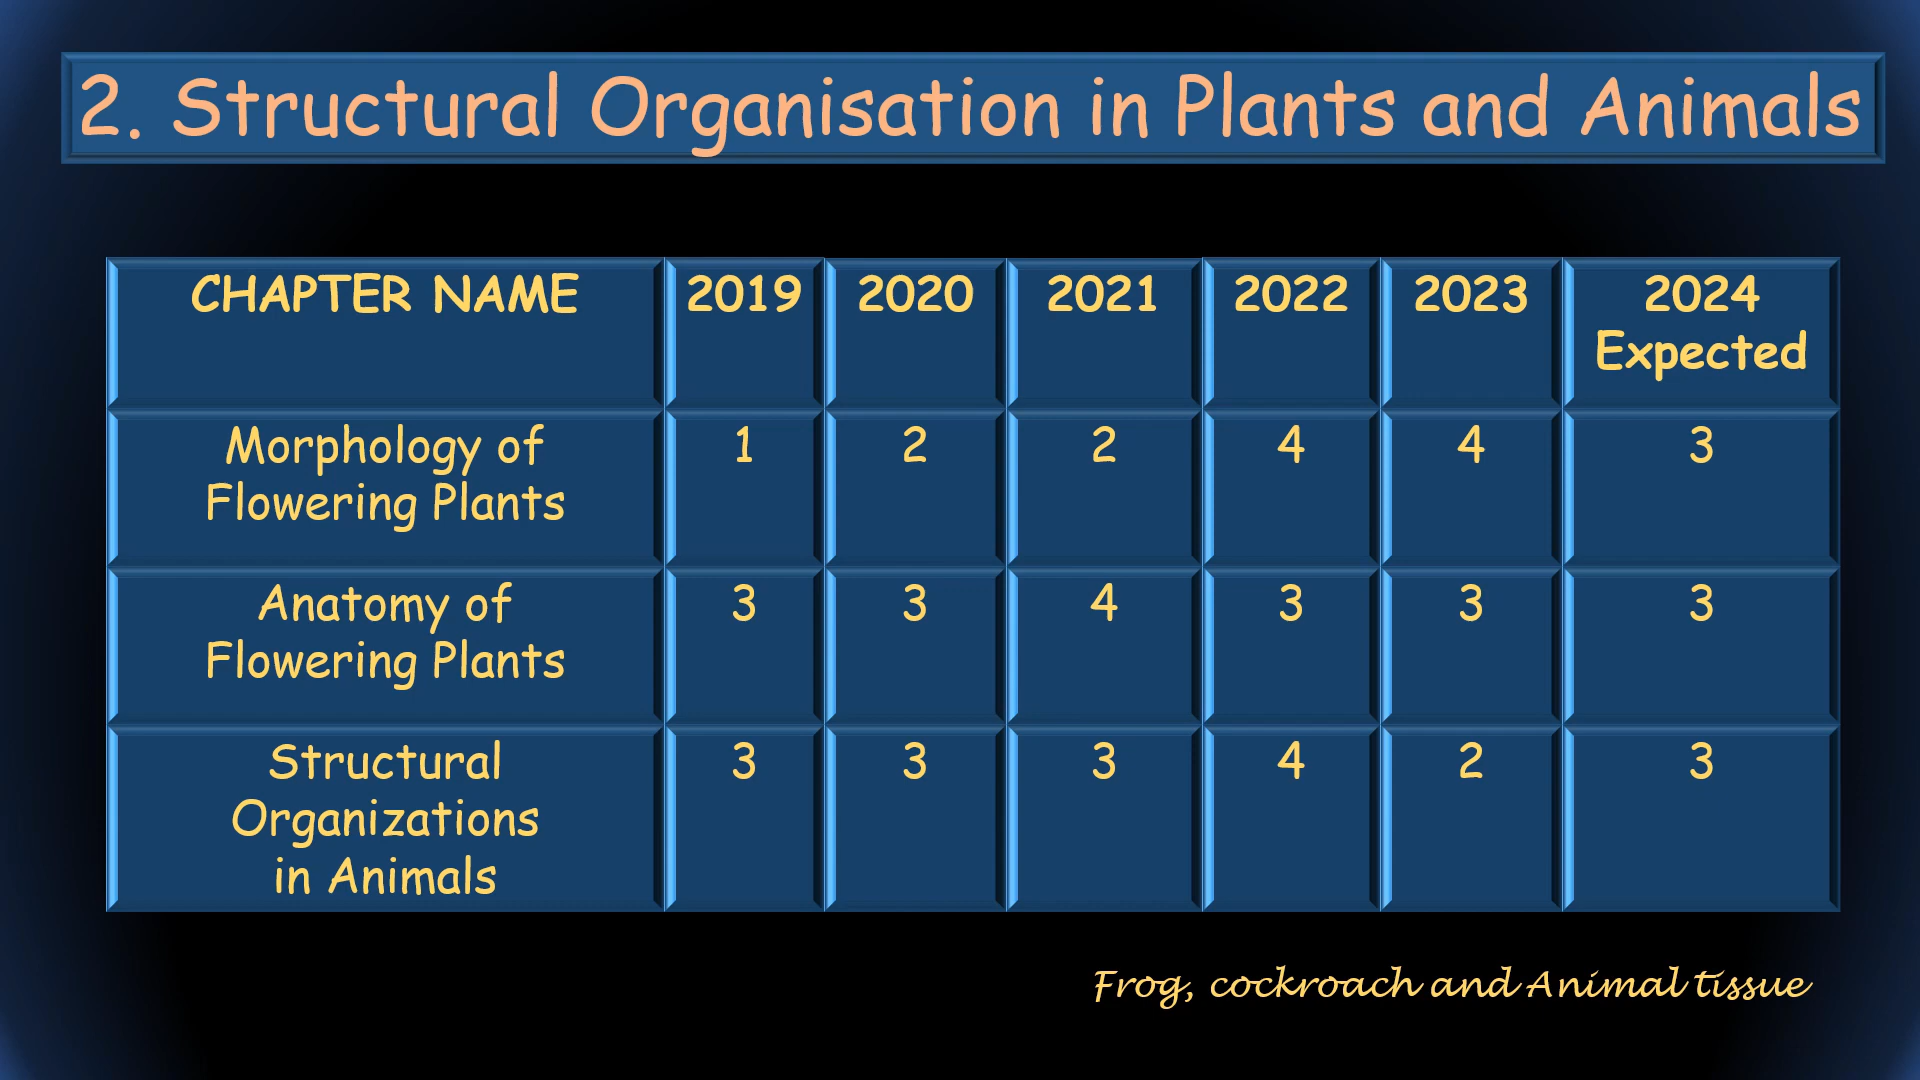 2. Structural Organisation in Plants and Animals
CHAPTER NAME 2019 2020 2021 2022 2023 2024
Expected
Morphology of 1 2 2 4 4 3
Flowering Plants
Anatomy of 3 3 4 3 3 3
Flowering Plants
Structural 3 3 3 4 2 3
Organizations
in Animals
Frog, cockroach and Animal tissue